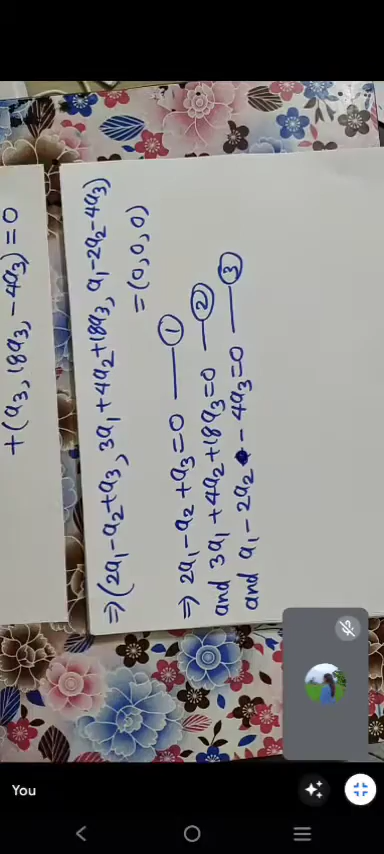 +(a₃, 18a₃, -4a₃) = 0
⇒ (2a₁-a₂+a₃, 3a₁+4a₂+18a₃, a₁-2a₂-4a₃)
= (0, 0, 0)
⇒ 2a₁-a₂+a₃=0 —— ①
and 3a₁+4a₂+18a₃=0 — ②
and a₁-2a₂ -4a₃=0 —— ③
You